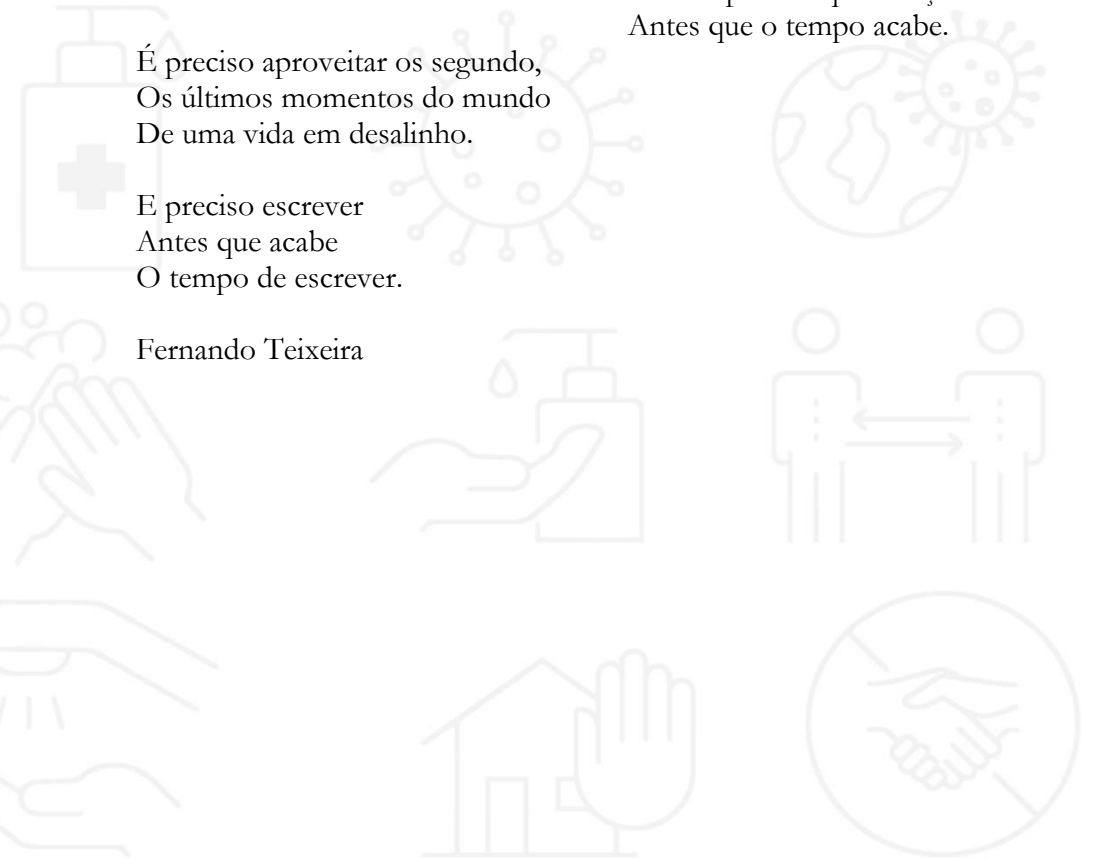 Antes que o tempo acabe.
É preciso aproveitar os segundo,
Os últimos momentos do mundo
De uma vida em desalinho.
E preciso escrever
Antes que acabe
O tempo de escrever.
Fernando Teixeira